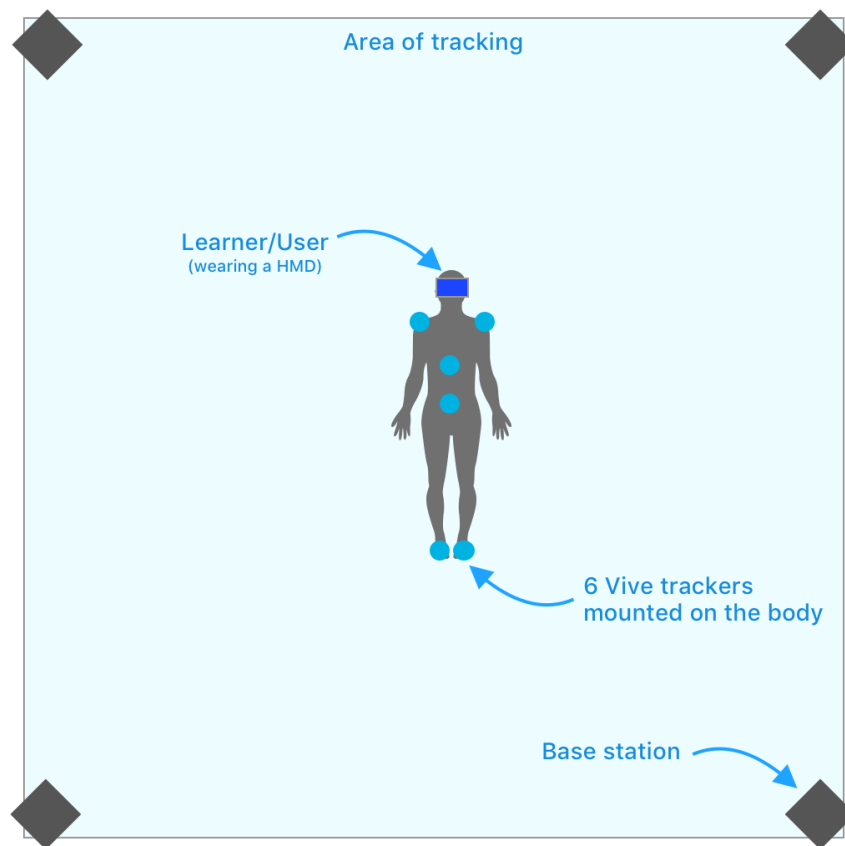 Area of tracking
Learner/User
(wearing a HMD)
6 Vive trackers
mounted on the body
Base station